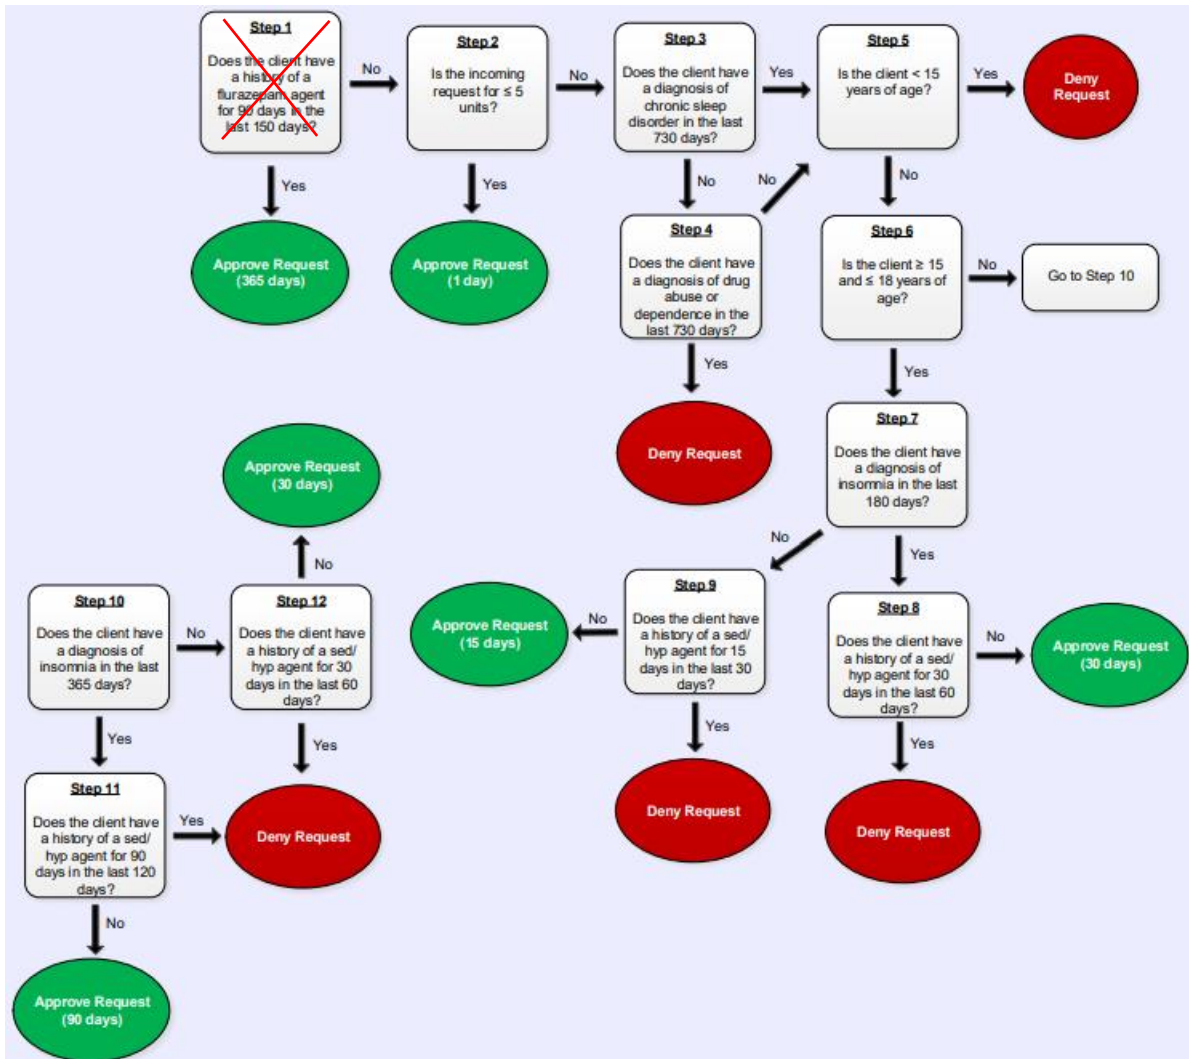 Step 1
Does the client have
a history of a
flurazepam agent
for 90 days in the
last 150 days?
No
Yes
Approve Request
(365 days)
Step 2
Is the incoming
request for ≤ 5
units?
No
Yes
Approve Request
(1 day)
Step 3
Does the client have
a diagnosis of
chronic sleep
disorder in the last
730 days?
Yes
No
Step 4
Does the client have
a diagnosis of drug
abuse or
dependence in the
last 730 days?
No
Yes
Deny Request
Step 5
Is the client < 15
years of age?
Yes
Deny
Request
No
Step 6
Is the client ≥ 15
and ≤ 18 years of
age?
No
Go to Step 10
Yes
Step 7
Does the client have
a diagnosis of
insomnia in the last
180 days?
No
Yes
Step 8
Does the client have
a history of a sed/
hyp agent for 30
days in the last 60
days?
No
Approve Request
(30 days)
Yes
Deny Request
Step 9
Does the client have
a history of a sed/
hyp agent for 15
days in the last 30
days?
No
Approve Request
(15 days)
Yes
Deny Request
Step 10
Does the client have
a diagnosis of
insomnia in the last
365 days?
No
Yes
Step 11
Does the client have
a history of a sed/
hyp agent for 90
days in the last 120
days?
Yes
No
Approve Request
(90 days)
Step 12
Does the client have
a history of a sed/
hyp agent for 30
days in the last 60
days?
No
Approve Request
(30 days)
Yes
Deny Request